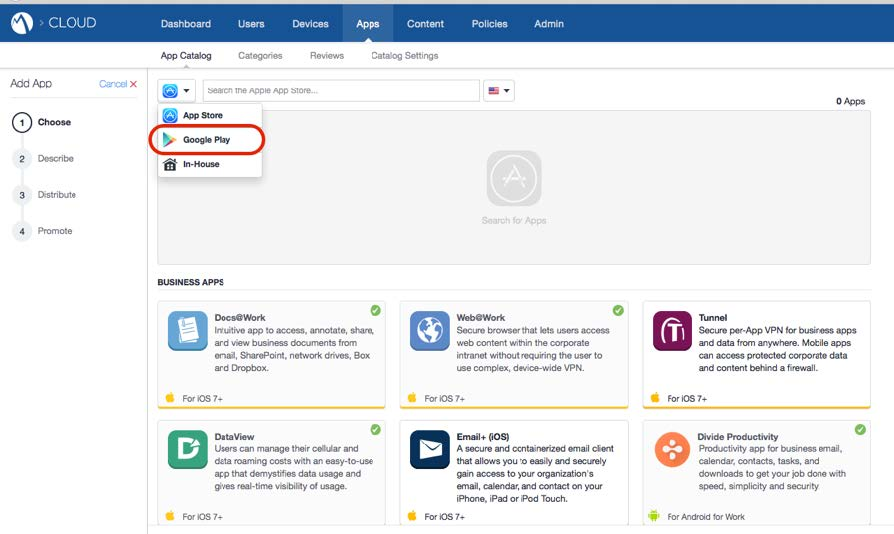 CLOUD
Dashboard Users Devices Apps Content Policies Admin
App Catalog Categories Reviews Catalog Settings
Add App Cancel
Search the Apple App Store...
0 Apps
1 Choose
2 Describe
3 Distribute
4 Promote
App Store
Google Play
In-House
Search for Apps
BUSINESS APPS
Docs@Work
Intuitive app to access, annotate, share,
and view business documents from
email, SharePoint, network drives, Box
and Dropbox.
For iOS 7+
Web@Work
Secure browser that lets users access
web content within the corporate
intranet without requiring the user to
use complex, device-wide VPN.
For iOS 7+
Tunnel
Secure per-App VPN for business apps
and data from anywhere. Mobile apps
can access protected corporate data
and content behind a firewall.
For iOS 7+
DataView
Users can manage their cellular and
data roaming costs with an easy-to-use
app that demystifies data usage and
gives real-time visibility of usage.
For iOS 7+
Email+ (iOS)
A secure and containerized email client
that allows you to easily and securely
gain access to your organization's
email, calendar, and contact on your
iPhone, iPad or iPod Touch.
For iOS 7+
Divide Productivity
Productivity app for business email,
calendar, contacts, tasks, and
downloads to get your job done with
speed, simplicity and security
For Android for Work